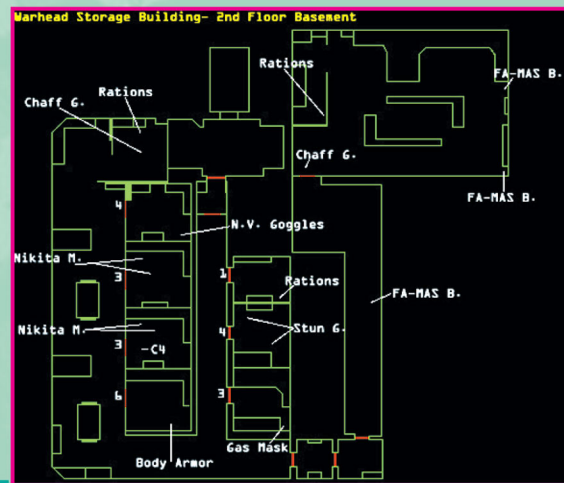 Warhead Storage Building- 2nd Floor Basement
Rations
FA-MAS B.
Chaff G.
Rations
Chaff G.
FA-MAS B.
4
N.V. Goggles
Nikita M.
1
3
Rations
FA-MAS B.
Nikita M.
Stun G.
4
3
-C4
6
3
Gas Mask
Body Armor